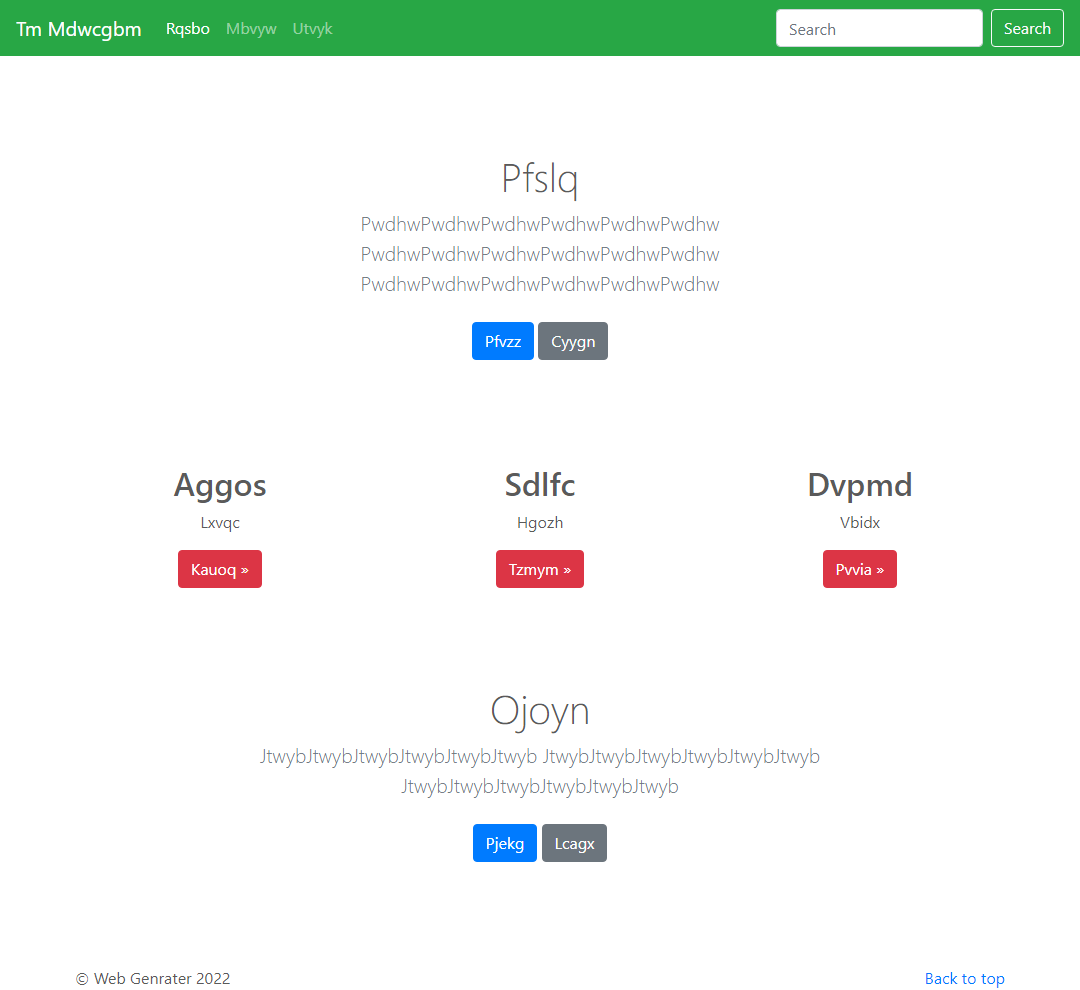 Tm Mdwcgbm Rqsbo Mbvyw Utvyk Search Search
Pfslq
PwdhwPwdhwPwdhwPwdhwPwdhwPwdhw
PwdhwPwdhwPwdhwPwdhwPwdhwPwdhw
PwdhwPwdhwPwdhwPwdhwPwdhwPwdhw
Pfvzz Cyygn
Aggos Sdlfc Dvpmd
Lxvqc Hgozh Vbidx
Kauoq » Tzmym » Pvvia »
Ojoyn
JtwybJtwybJtwybJtwybJtwybJtwyb JtwybJtwybJtwybJtwybJtwybJtwyb
JtwybJtwybJtwybJtwybJtwybJtwyb
Pjekg Lcagx
© Web Genrater 2022 Back to top